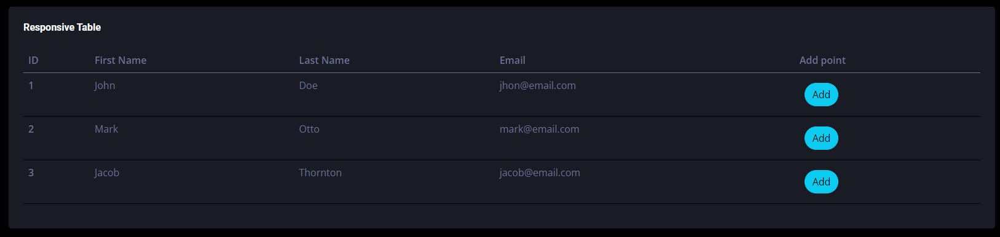 Responsive Table
ID First Name Last Name Email Add point
1 John Doe jhon@email.com Add
2 Mark Otto mark@email.com Add
3 Jacob Thornton jacob@email.com Add